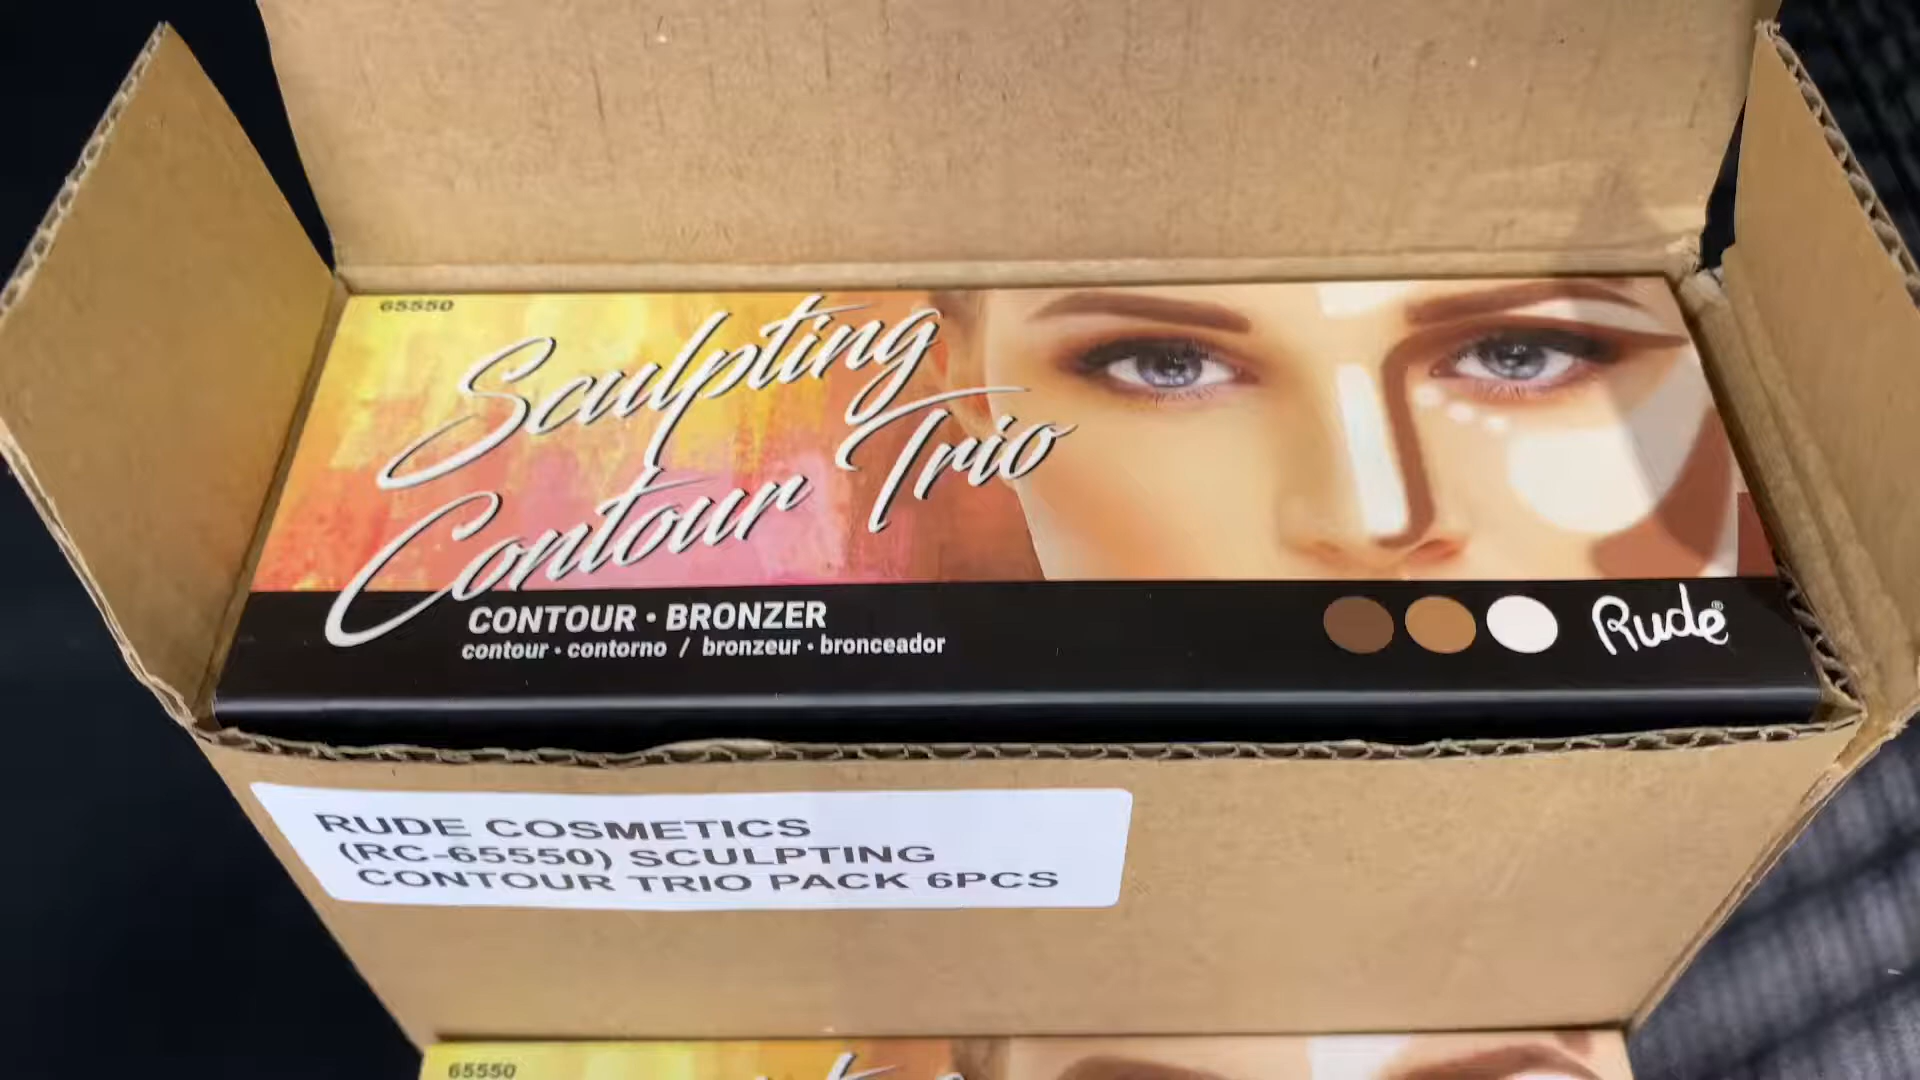 65550
Sculpting
Contour Trio
CONTOUR · BRONZER
contour · contorno / bronzeur · bronceador
Rude®
RUDE COSMETICS
(RC-65550) SCULPTING
CONTOUR TRIO PACK 6PCS
65550